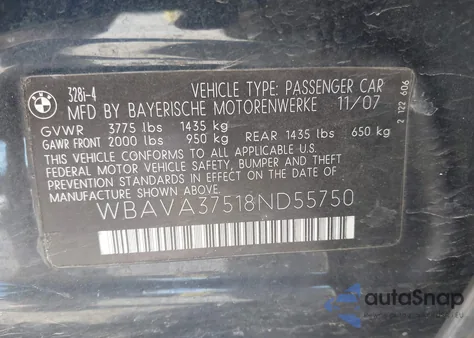 BMW
328i-4
VEHICLE TYPE: PASSENGER CAR
MFD BY BAYERISCHE MOTORENWERKE 11/07
GVWR 3775 lbs 1435 kg
GAWR FRONT 2000 lbs 950 kg REAR 1435 lbs 650 kg
THIS VEHICLE CONFORMS TO ALL APPLICABLE
FEDERAL MOTOR VEHICLE SAFETY, BUMPER AND THEFT
PREVENTION STANDARDS IN EFFECT ON THE DATE OF
MANUFACTURE SHOWN ABOVE
WBAVA37518ND55750
2 122 606
autoSnap